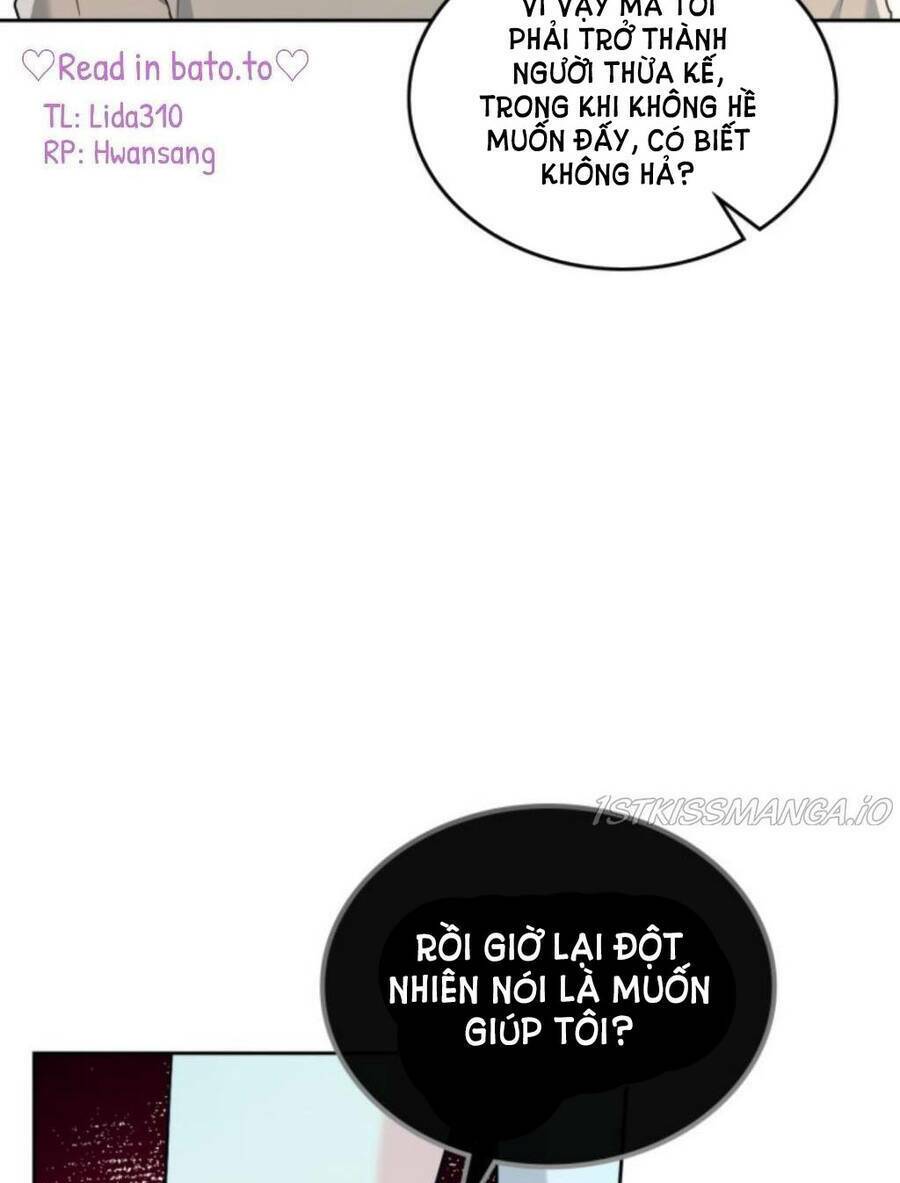 VÌ VẬY MÀ TÔI
PHẢI TRỞ THÀNH
NGƯỜI THỪA KẾ,
TRONG KHI KHÔNG HỀ
MUỐN ĐẤY, CÓ BIẾT
KHÔNG HẢ?
♡Read in bato.to♡
TL: Lida310
RP: Hwansang
1STKISSMANGA.IO
RỒI GIỜ LẠI ĐỘT
NHIÊN NÓI LÀ MUỐN
GIÚP TÔI?